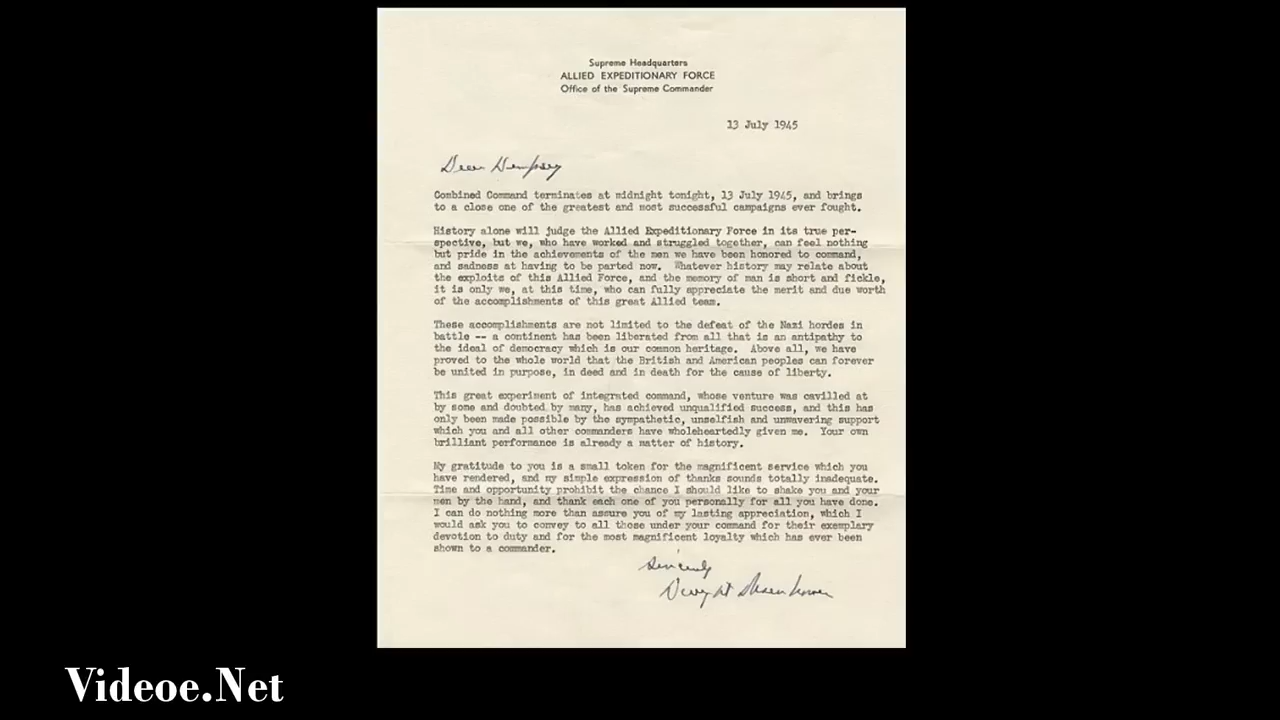 Supreme Headquarters
ALLIED EXPEDITIONARY FORCE
Office of the Supreme Commander
13 July 1945
Dear Dempsey
Combined Command terminates at midnight tonight, 13 July 1945, and brings
to a close one of the greatest and most successful campaigns ever fought.
History alone will judge the Allied Expeditionary Force in its true per-
spective, but we, who have worked and struggled together, can feel nothing
but pride in the achievements of the men we have been honored to command,
and sadness at having to be parted now. Whatever history may relate about
the exploits of this Allied Force, and the memory of man is short and fickle,
it is only we, at this time, who can fully appreciate the merit and due worth
of the accomplishments of this great Allied team.
These accomplishments are not limited to the defeat of the Nazi hordes in
battle -- a continent has been liberated from all that is an antipathy to
the ideal of democracy which is our common heritage. Above all, we have
proved to the whole world that the British and American peoples can forever
be united in purpose, in deed and in death for the cause of liberty.
This great experiment of integrated command, whose venture was cavilled at
by some and doubted by many, has achieved unqualified success, and this has
only been made possible by the sympathetic, unselfish and unwavering support
which you and all other commanders have wholeheartedly given me. Your own
brilliant performance is already a matter of history.
My gratitude to you is a small token for the magnificent service which you
have rendered, and my simple expression of thanks sounds totally inadequate.
Time and opportunity prohibit the chance I should like to shake you and your
men by the hand, and thank each one of you personally for all you have done.
I can do nothing more than assure you of my lasting appreciation, which I
would ask you to convey to all those under your command for their exemplary
devotion to duty and for the most magnificent loyalty which has ever been
shown to a commander.
Sincerely
Dwight Eisenhower
Videoe.Net